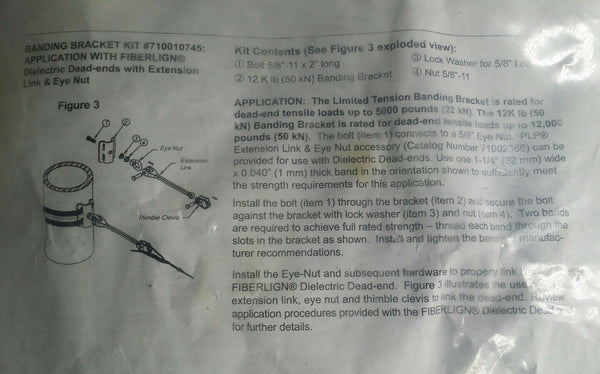 BANDING BRACKET KIT #710010745:
APPLICATION WITH FIBERLIGN®
Dielectric Dead-ends with Extension
Link & Eye Nut
Figure 3
Eye Nut
Extension
Link
Thimble Clevis
Kit Contents (See Figure 3 exploded view):
① Bolt 5/8"-11 x 2" long
③ Lock Washer for 5/8" bolt
② 12 K lb (50 kN) Banding Bracket
④ Nut 5/8"-11
APPLICATION: The Limited Tension Banding Bracket is rated for
dead-end tensile loads up to 5000 pounds (22 kN). The 12K lb (50
kN) Banding Bracket is rated for dead-end tensile loads up to 12,000
pounds (50 kN). The bolt (item 1) connects to a 5/8" Eye Nut. PLP®
Extension Link & Eye Nut accessory (Catalog Number 71002366) can be
provided for use with Dielectric Dead-ends. Use one 1-1/4" (32 mm) wide
x 0.040" (1 mm) thick band in the orientation shown to sufficiently meet
the strength requirements for this application.
Install the bolt (item 1) through the bracket (item 2) and secure the bolt
against the bracket with lock washer (item 3) and nut (item 4). Two bands
are required to achieve full rated strength – thread each band through the
slots in the bracket as shown. Install and tighten the manufac-
turer recommendations.
Install the Eye-Nut and subsequent hardware to properly link
FIBERLIGN® Dielectric Dead-end. Figure 3 illustrates the use
extension link, eye nut and thimble clevis to link the dead-end. Review
application procedures provided with the FIBERLIGN® Dielectric Dead-end
for further details.